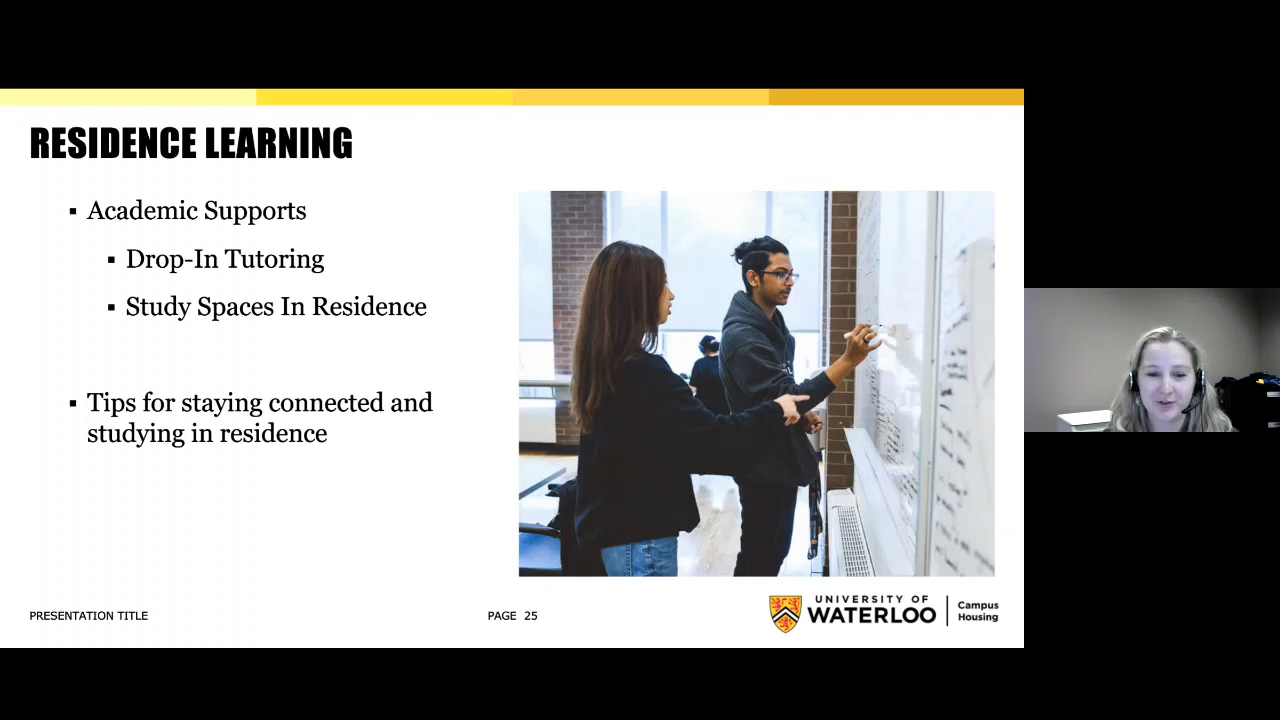 RESIDENCE LEARNING
▪ Academic Supports
▪ Drop-In Tutoring
▪ Study Spaces In Residence
▪ Tips for staying connected and
studying in residence
PRESENTATION TITLE
PAGE 25
UNIVERSITY OF
WATERLOO
Campus
Housing